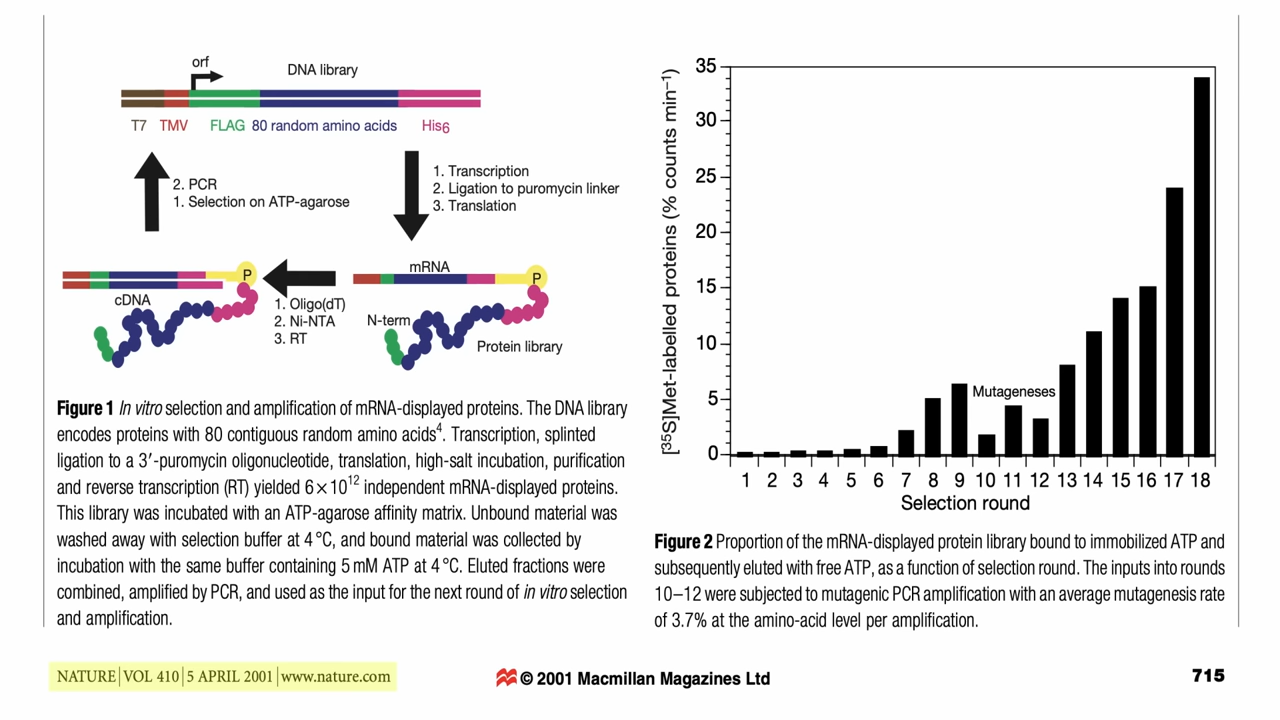 orf
DNA library
T7 TMV FLAG 80 random amino acids His6
2. PCR
1. Selection on ATP-agarose
1. Transcription
2. Ligation to puromycin linker
3. Translation
P
cDNA
1. Oligo(dT)
2. Ni-NTA
3. RT
mRNA
P
N-term
Protein library
Figure 1 In vitro selection and amplification of mRNA-displayed proteins. The DNA library
encodes proteins with 80 contiguous random amino acids⁴. Transcription, splinted
ligation to a 3′-puromycin oligonucleotide, translation, high-salt incubation, purification
and reverse transcription (RT) yielded 6×10¹² independent mRNA-displayed proteins.
This library was incubated with an ATP-agarose affinity matrix. Unbound material was
washed away with selection buffer at 4 °C, and bound material was collected by
incubation with the same buffer containing 5 mM ATP at 4 °C. Eluted fractions were
combined, amplified by PCR, and used as the input for the next round of in vitro selection
and amplification.
[³⁵S]Met-labelled proteins (% counts min⁻¹)
35
30
25
20
15
10
5
0
Mutageneses
1 2 3 4 5 6 7 8 9 10 11 12 13 14 15 16 17 18
Selection round
Figure 2 Proportion of the mRNA-displayed protein library bound to immobilized ATP and
subsequently eluted with free ATP, as a function of selection round. The inputs into rounds
10–12 were subjected to mutagenic PCR amplification with an average mutagenesis rate
of 3.7% at the amino-acid level per amplification.
NATURE | VOL 410 | 5 APRIL 2001 | www.nature.com
© 2001 Macmillan Magazines Ltd
715